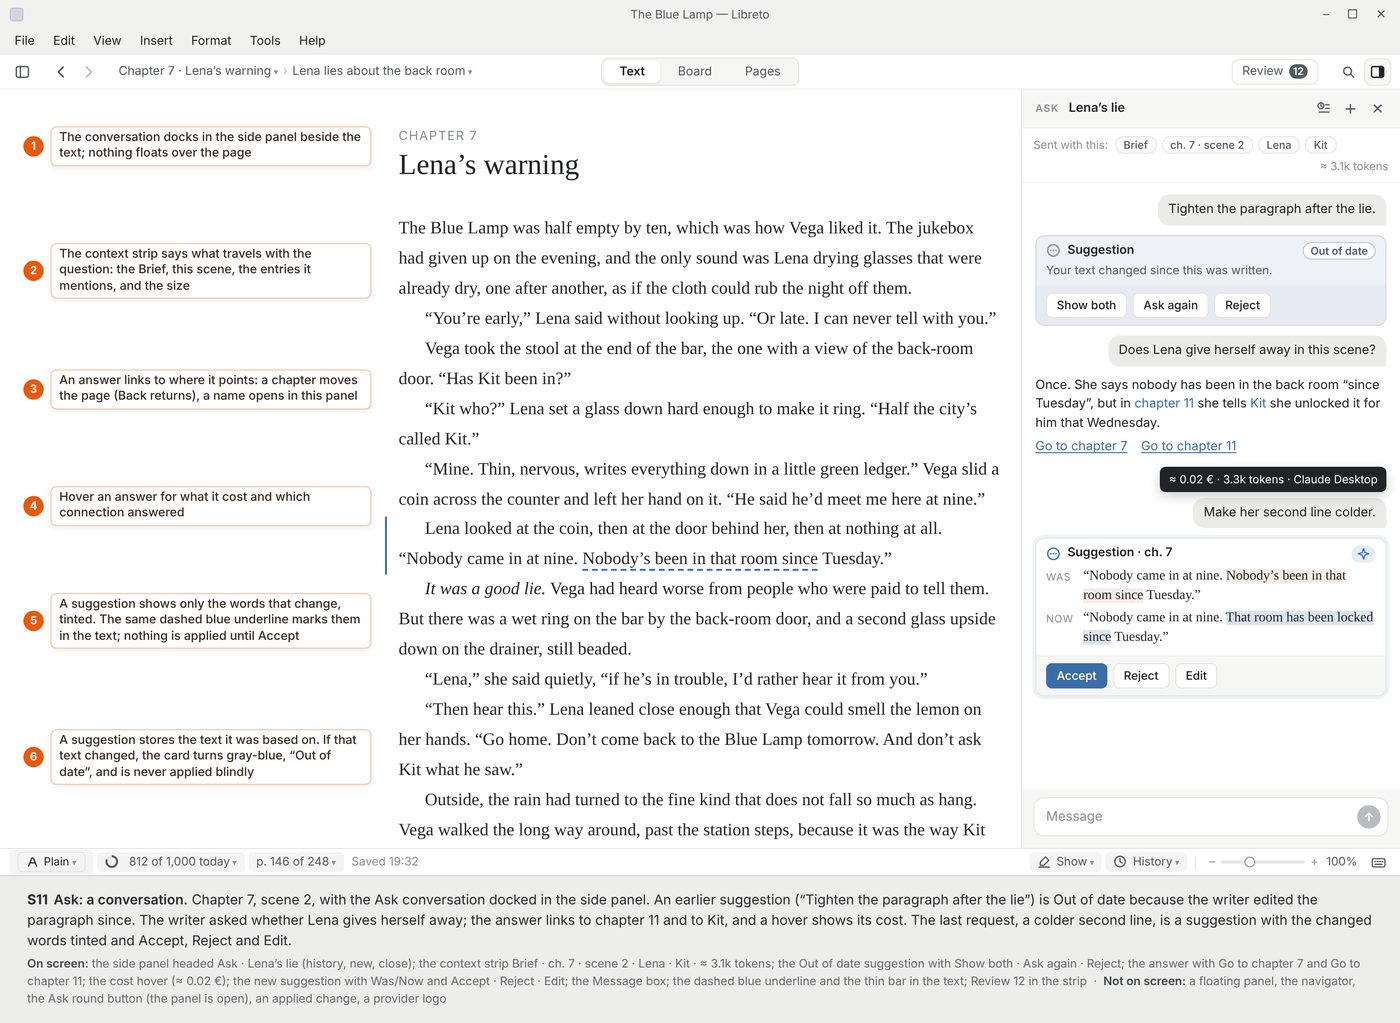 The Blue Lamp — Libreto
File Edit View Insert Format Tools Help
Chapter 7 · Lena’s warning › Lena lies about the back room
Text Board Pages
Review 12
1
The conversation docks in the side panel beside the
text; nothing floats over the page
2
The context strip says what travels with the
question: the Brief, this scene, the entries it
mentions, and the size
3
An answer links to where it points: a chapter moves
the page (Back returns), a name opens in this panel
4
Hover an answer for what it cost and which
connection answered
5
A suggestion shows only the words that change,
tinted. The same dashed blue underline marks them
in the text; nothing is applied until Accept
6
A suggestion stores the text it was based on. If that
text changed, the card turns gray-blue, “Out of
date”, and is never applied blindly
CHAPTER 7
Lena’s warning
The Blue Lamp was half empty by ten, which was how Vega liked it. The jukebox
had given up on the evening, and the only sound was Lena drying glasses that were
already dry, one after another, as if the cloth could rub the night off them.
“You’re early,” Lena said without looking up. “Or late. I can never tell with you.”
Vega took the stool at the end of the bar, the one with a view of the back-room
door. “Has Kit been in?”
“Kit who?” Lena set a glass down hard enough to make it ring. “Half the city’s
called Kit.”
“Mine. Thin, nervous, writes everything down in a little green ledger.” Vega slid a
coin across the counter and left her hand on it. “He said he’d meet me here at nine.”
Lena looked at the coin, then at the door behind her, then at nothing at all.
“Nobody came in at nine. Nobody’s been in that room since Tuesday.”
It was a good lie. Vega had heard worse from people who were paid to tell them.
But there was a wet ring on the bar by the back-room door, and a second glass upside
down on the drainer, still beaded.
“Lena,” she said quietly, “if he’s in trouble, I’d rather hear it from you.”
“Then hear this.” Lena leaned close enough that Vega could smell the lemon on
her hands. “Go home. Don’t come back to the Blue Lamp tomorrow. And don’t ask
Kit what he saw.”
Outside, the rain had turned to the fine kind that does not fall so much as hang.
Vega walked the long way around, past the station steps, because it was the way Kit
ASK Lena’s lie
Sent with this: Brief ch. 7 · scene 2 Lena Kit
≈ 3.1k tokens
Tighten the paragraph after the lie.
Suggestion Out of date
Your text changed since this was written.
Show both Ask again Reject
Does Lena give herself away in this scene?
Once. She says nobody has been in the back room “since
Tuesday”, but in chapter 11 she tells Kit she unlocked it for
him that Wednesday.
Go to chapter 7 Go to chapter 11
≈ 0.02 € · 3.3k tokens · Claude Desktop
Make her second line colder.
Suggestion · ch. 7
WAS “Nobody came in at nine. Nobody’s been in that
room since Tuesday.”
NOW “Nobody came in at nine. That room has been locked
since Tuesday.”
Accept Reject Edit
Message
A Plain 812 of 1,000 today p. 146 of 248 Saved 19:32
Show History − + 100%
S11 Ask: a conversation. Chapter 7, scene 2, with the Ask conversation docked in the side panel. An earlier suggestion (“Tighten the paragraph after the lie”) is Out of date because the writer edited the
paragraph since. The writer asked whether Lena gives herself away; the answer links to chapter 11 and to Kit, and a hover shows its cost. The last request, a colder second line, is a suggestion with the changed
words tinted and Accept, Reject and Edit.
On screen: the side panel headed Ask · Lena’s lie (history, new, close); the context strip Brief · ch. 7 · scene 2 · Lena · Kit · ≈ 3.1k tokens; the Out of date suggestion with Show both · Ask again · Reject; the answer with Go to chapter 7 and Go to
chapter 11; the cost hover (≈ 0.02 €); the new suggestion with Was/Now and Accept · Reject · Edit; the Message box; the dashed blue underline and the thin bar in the text; Review 12 in the strip · Not on screen: a floating panel, the navigator,
the Ask round button (the panel is open), an applied change, a provider logo